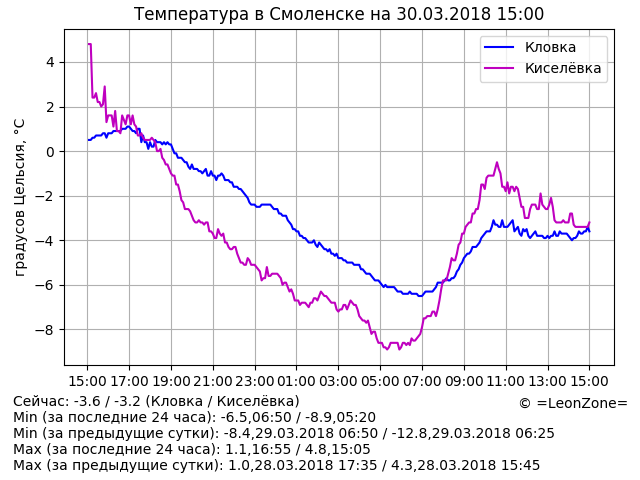 Температура в Смоленске на 30.03.2018 15:00
Кловка
Киселёвка
градусов Цельсия, °C
4
2
0
−2
−4
−6
−8
15:00 17:00 19:00 21:00 23:00 01:00 03:00 05:00 07:00 09:00 11:00 13:00 15:00
Сейчас: -3.6 / -3.2 (Кловка / Киселёвка)
© =LeonZone=
Min (за последние 24 часа): -6.5,06:50 / -8.9,05:20
Min (за предыдущие сутки): -8.4,29.03.2018 06:50 / -12.8,29.03.2018 06:25
Max (за последние 24 часа): 1.1,16:55 / 4.8,15:05
Max (за предыдущие сутки): 1.0,28.03.2018 17:35 / 4.3,28.03.2018 15:45